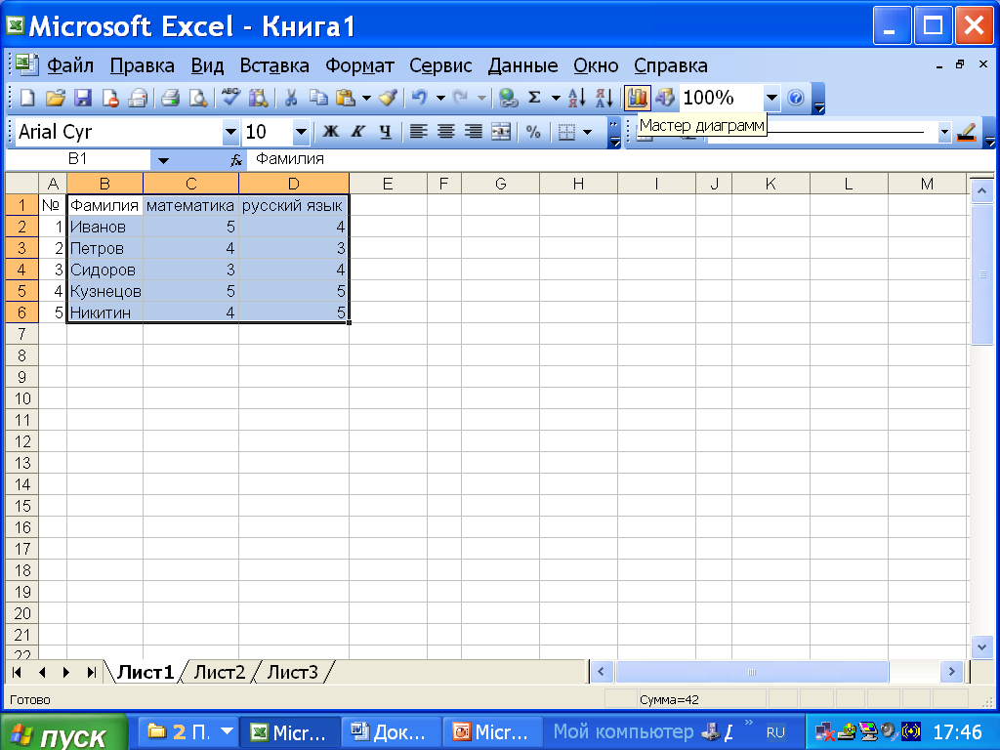 Microsoft Excel - Книга1
Файл Правка Вид Вставка Формат Сервис Данные Окно Справка
100%
Arial Cyr 10 Ж К Ч %
Мастер диаграмм
B1 fx Фамилия
A B C D E F G H I J K L M
1 № Фамилия математика русский язык
2 1 Иванов 5 4
3 2 Петров 4 3
4 3 Сидоров 3 4
5 4 Кузнецов 5 5
6 5 Никитин 4 5
7
8
9
10
11
12
13
14
15
16
17
18
19
20
21
22
Лист1 Лист2 Лист3
Готово Сумма=42
пуск 2 П. Micr... Док... Micr... Мой компьютер » RU 17:46